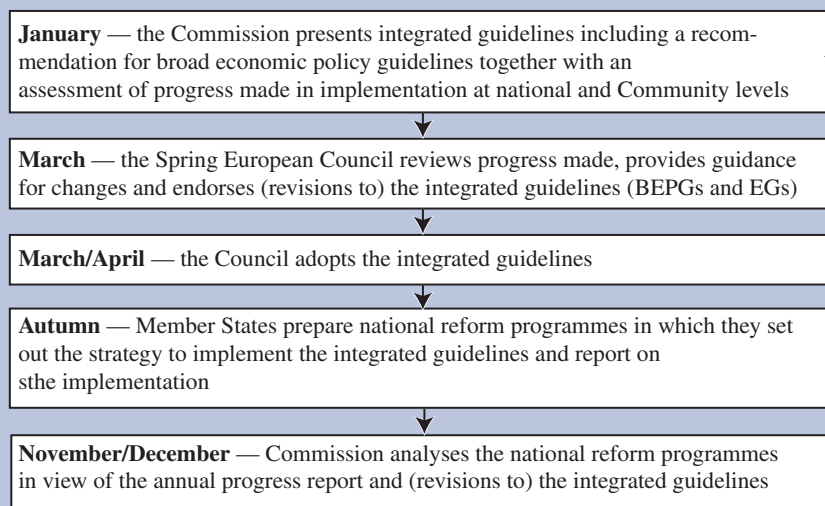 January — the Commission presents integrated guidelines including a recom-
mendation for broad economic policy guidelines together with an
assessment of progress made in implementation at national and Community levels
March — the Spring European Council reviews progress made, provides guidance
for changes and endorses (revisions to) the integrated guidelines (BEPGs and EGs)
March/April — the Council adopts the integrated guidelines
Autumn — Member States prepare national reform programmes in which they set
out the strategy to implement the integrated guidelines and report on
sthe implementation
November/December — Commission analyses the national reform programmes
in view of the annual progress report and (revisions to) the integrated guidelines